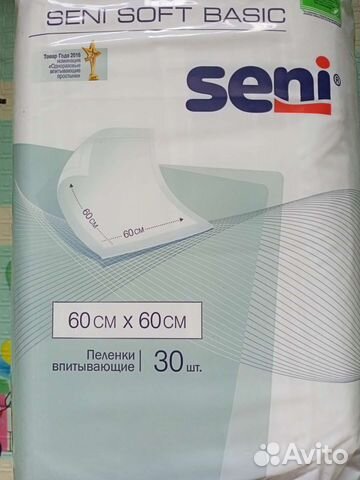 SENI SOFT BASIC
Товар Года 2016
номинация
«Одноразовые
впитывающие
простыни»
seni®
60 СМ
60 СМ
60 СМ х 60 СМ
Пеленки
впитывающие
30 шт.
Avito